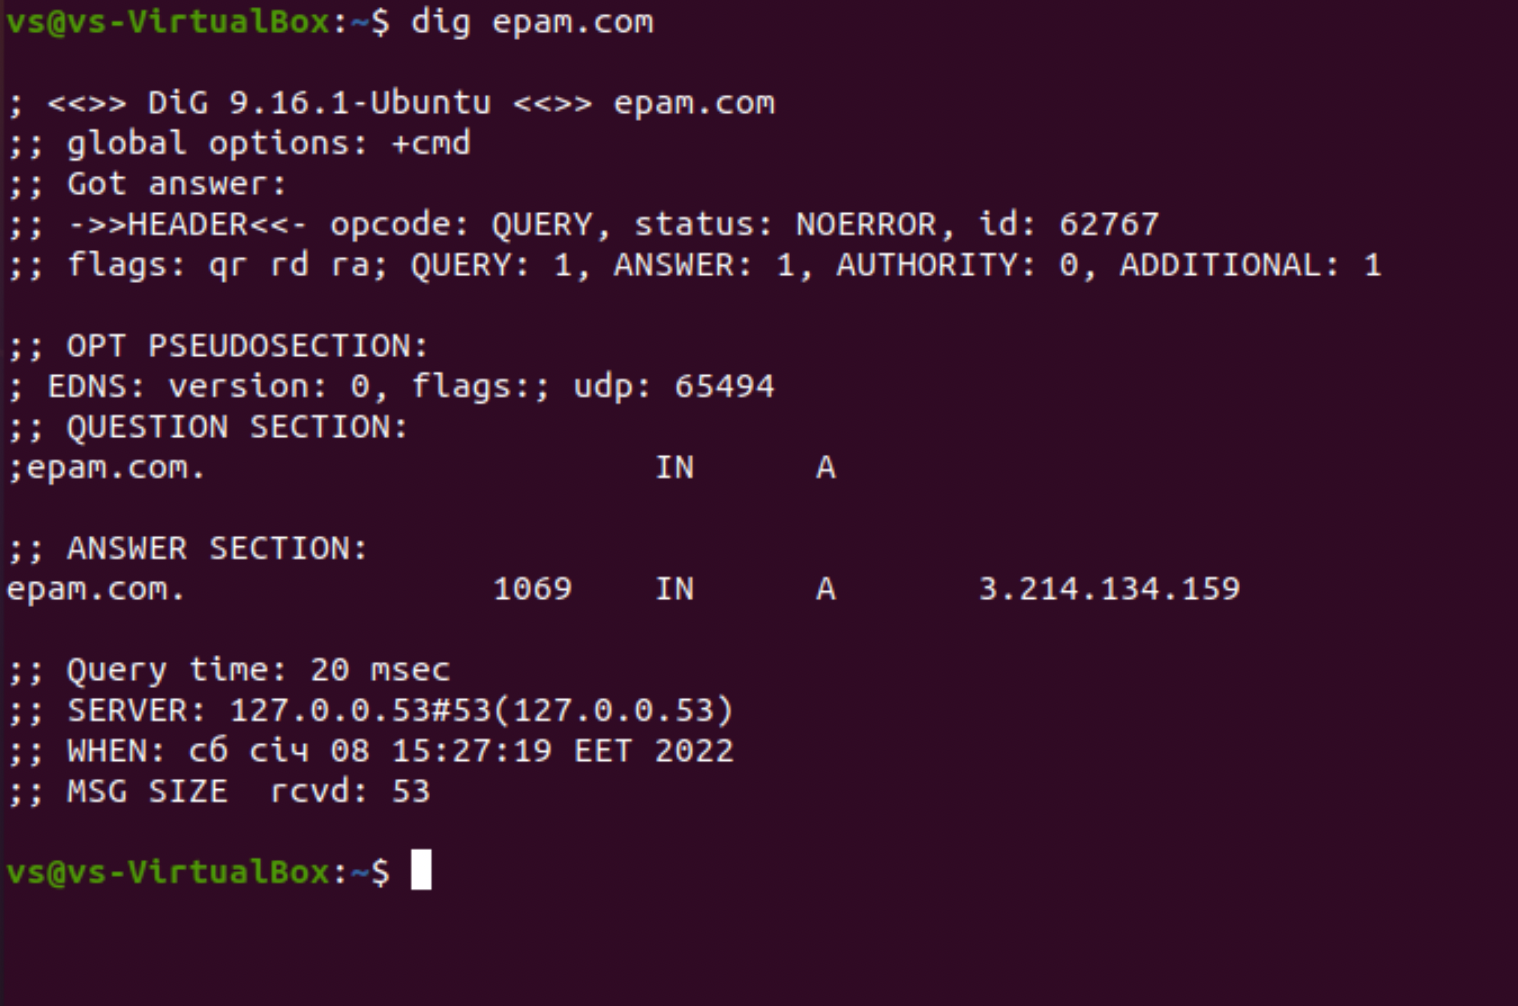 vs@vs-VirtualBox:~$ dig epam.com
; <<>> DiG 9.16.1-Ubuntu <<>> epam.com
;; global options: +cmd
;; Got answer:
;; ->>HEADER<<- opcode: QUERY, status: NOERROR, id: 62767
;; flags: qr rd ra; QUERY: 1, ANSWER: 1, AUTHORITY: 0, ADDITIONAL: 1
;; OPT PSEUDOSECTION:
; EDNS: version: 0, flags:; udp: 65494
;; QUESTION SECTION:
;epam.com. IN A
;; ANSWER SECTION:
epam.com. 1069 IN A 3.214.134.159
;; Query time: 20 msec
;; SERVER: 127.0.0.53#53(127.0.0.53)
;; WHEN: сб січ 08 15:27:19 EET 2022
;; MSG SIZE  rcvd: 53
vs@vs-VirtualBox:~$